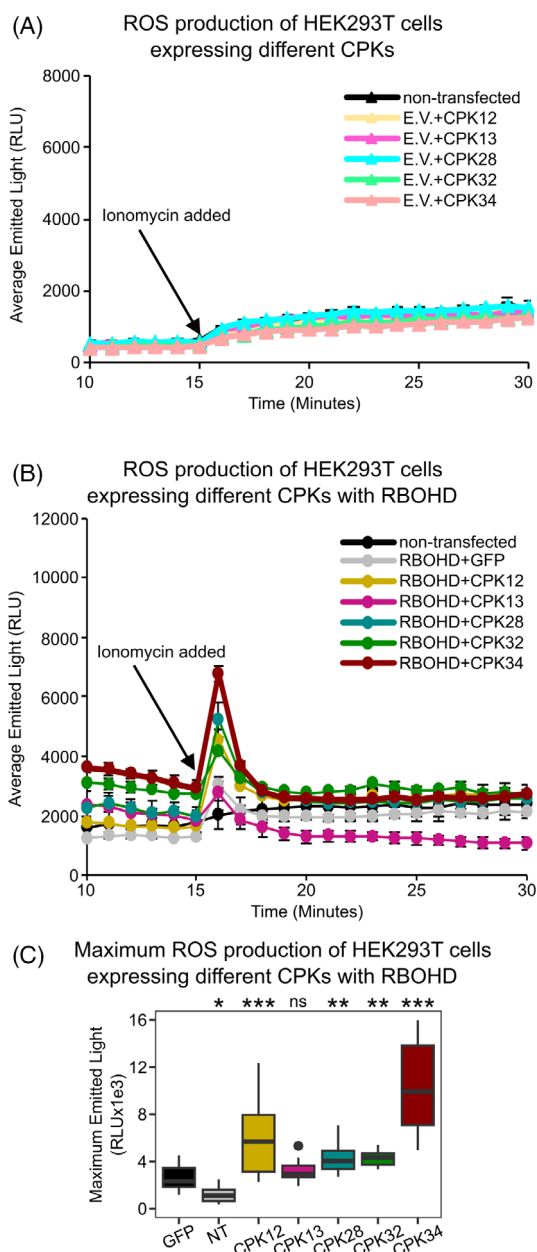 (A)
ROS production of HEK293T cells
expressing different CPKs
8000
6000
4000
2000
0
Average Emitted Light (RLU)
non-transfected
E.V.+CPK12
E.V.+CPK13
E.V.+CPK28
E.V.+CPK32
E.V.+CPK34
Ionomycin added
10
15
20
25
30
Time (Minutes)
(B)
ROS production of HEK293T cells
expressing different CPKs with RBOHD
12000
10000
8000
6000
4000
2000
0
Average Emitted Light (RLU)
non-transfected
RBOHD+GFP
RBOHD+CPK12
RBOHD+CPK13
RBOHD+CPK28
RBOHD+CPK32
RBOHD+CPK34
Ionomycin added
10
15
20
25
30
Time (Minutes)
(C)
Maximum ROS production of HEK293T cells
expressing different CPKs with RBOHD
* *** ns ** ** ***
16
12
8
4
0
Maximum Emitted Light
(RLUx1e3)
GFP
NT
CPK12
CPK13
CPK28
CPK32
CPK34